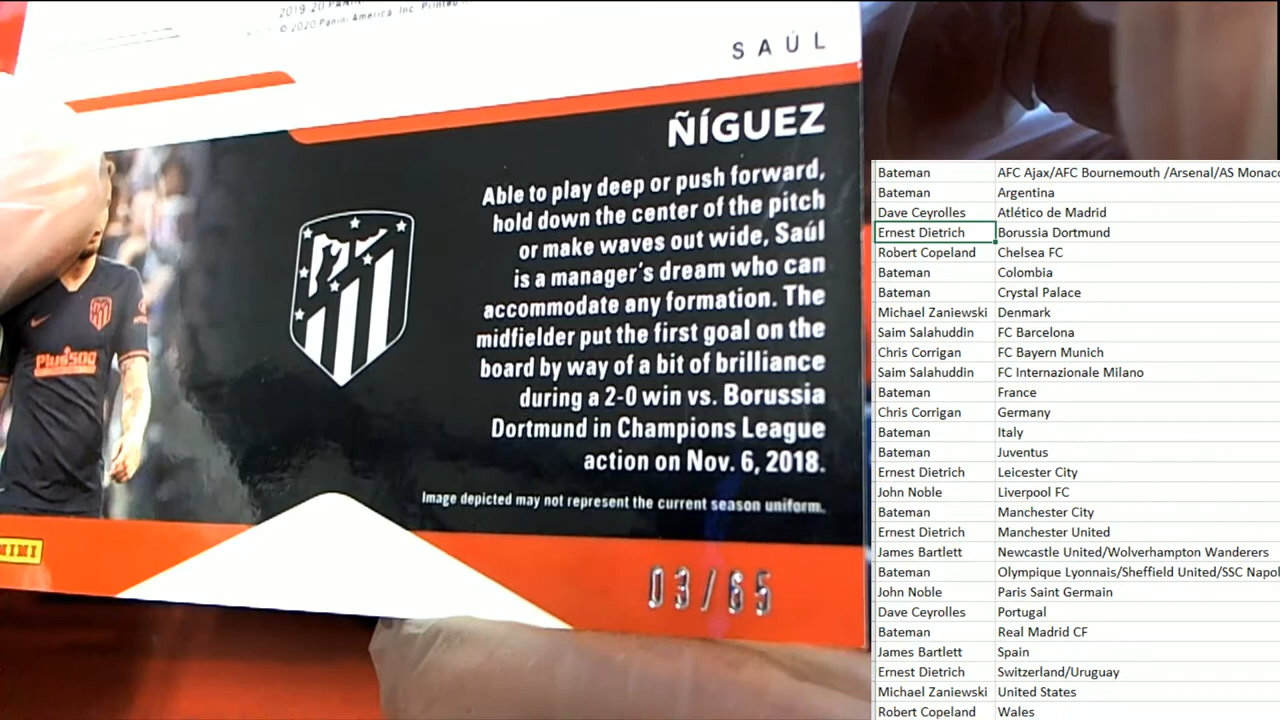 2019-20 PANINI
© 2020 Panini America, Inc. Printed
SAÚL
ÑÍGUEZ
Able to play deep or push forward,
hold down the center of the pitch
or make waves out wide, Saúl
is a manager's dream who can
accommodate any formation. The
midfielder put the first goal on the
board by way of a bit of brilliance
during a 2-0 win vs. Borussia
Dortmund in Champions League
action on Nov. 6, 2018.
Image depicted may not represent the current season uniform.
Plus500
03/65
Bateman AFC Ajax/AFC Bournemouth /Arsenal/AS Monaco
Bateman Argentina
Dave Ceyrolles Atlético de Madrid
Ernest Dietrich Borussia Dortmund
Robert Copeland Chelsea FC
Bateman Colombia
Bateman Crystal Palace
Michael Zaniewski Denmark
Saim Salahuddin FC Barcelona
Chris Corrigan FC Bayern Munich
Saim Salahuddin FC Internazionale Milano
Bateman France
Chris Corrigan Germany
Bateman Italy
Bateman Juventus
Ernest Dietrich Leicester City
John Noble Liverpool FC
Bateman Manchester City
Ernest Dietrich Manchester United
James Bartlett Newcastle United/Wolverhampton Wanderers
Bateman Olympique Lyonnais/Sheffield United/SSC Napol
John Noble Paris Saint Germain
Dave Ceyrolles Portugal
Bateman Real Madrid CF
James Bartlett Spain
Ernest Dietrich Switzerland/Uruguay
Michael Zaniewski United States
Robert Copeland Wales